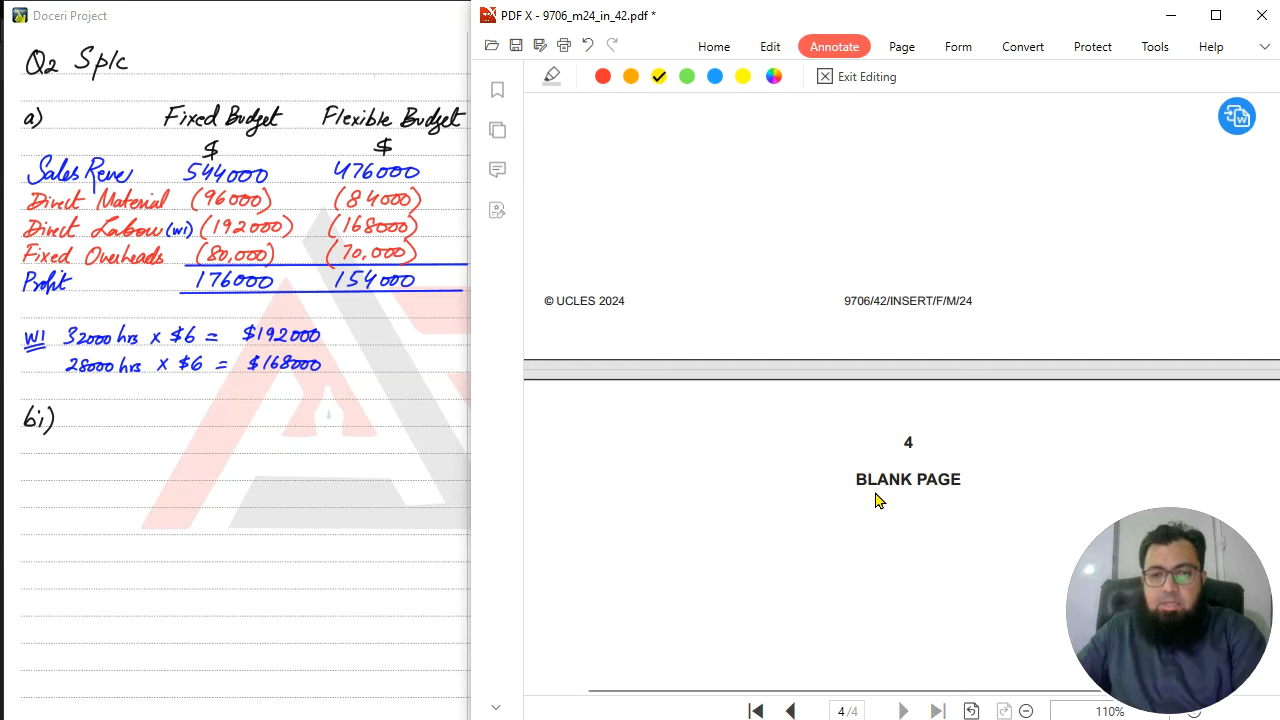 Doceri Project
Q2 Splc
a) Fixed Budget Flexible Budget
$ $
Sales Reve 544000 476000
Direct Material (96000) (84000)
Direct Labour (W1) (192000) (168000)
Fixed Overheads (80,000) (70,000)
Profit 176000 154000
W1 32000 hrs x $6 = $192000
28000 hrs x $6 = $168000
bi)
PDF X - 9706_m24_in_42.pdf *
Home Edit Annotate Page Form Convert Protect Tools Help
Exit Editing
© UCLES 2024 9706/42/INSERT/F/M/24
4
BLANK PAGE
4 /4 110%